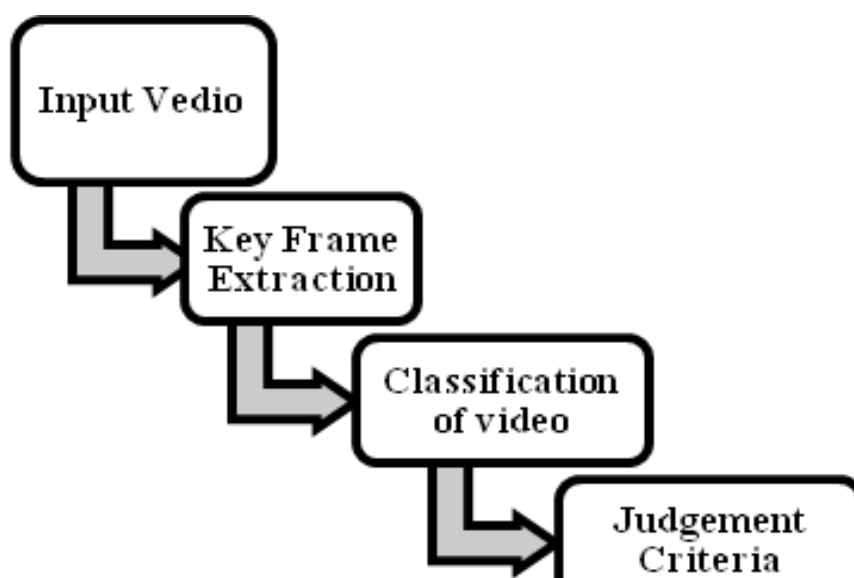 Input Vedio
Key Frame
Extraction
Classification
of video
Judgement
Criteria